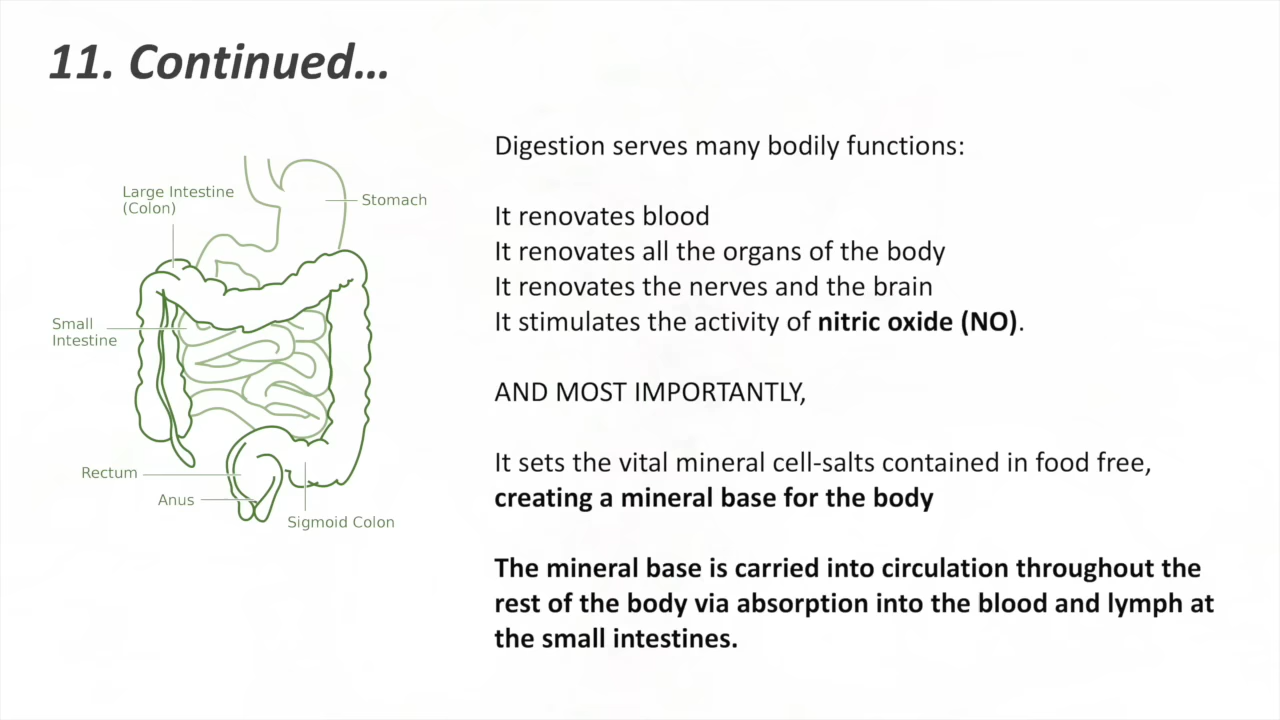 11. Continued...
Large Intestine
(Colon)
Stomach
Small
Intestine
Rectum
Anus
Sigmoid Colon
Digestion serves many bodily functions:
It renovates blood
It renovates all the organs of the body
It renovates the nerves and the brain
It stimulates the activity of nitric oxide (NO).
AND MOST IMPORTANTLY,
It sets the vital mineral cell-salts contained in food free,
creating a mineral base for the body
The mineral base is carried into circulation throughout the
rest of the body via absorption into the blood and lymph at
the small intestines.